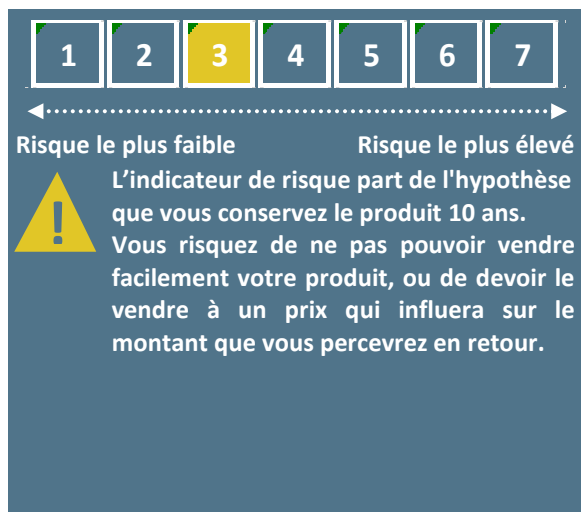 1 2 3 4 5 6 7
Risque le plus faible Risque le plus élevé
L’indicateur de risque part de l'hypothèse
que vous conservez le produit 10 ans.
Vous risquez de ne pas pouvoir vendre
facilement votre produit, ou de devoir le
vendre à un prix qui influera sur le
montant que vous percevrez en retour.